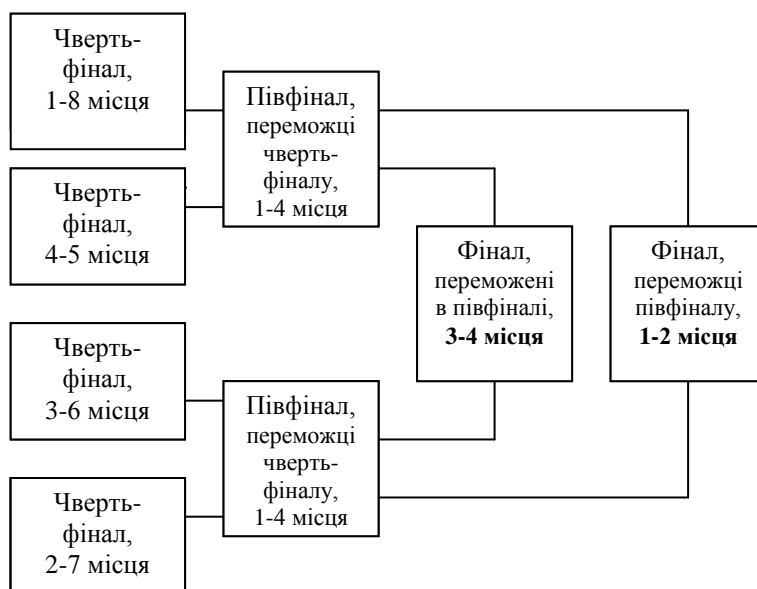 Чверть-
фінал,
1-8 місця
Чверть-
фінал,
4-5 місця
Чверть-
фінал,
3-6 місця
Чверть-
фінал,
2-7 місця
Півфінал,
переможці
чверть-
фіналу,
1-4 місця
Півфінал,
переможці
чверть-
фіналу,
1-4 місця
Фінал,
переможені
в півфіналі,
3-4 місця
Фінал,
переможці
півфіналу,
1-2 місця